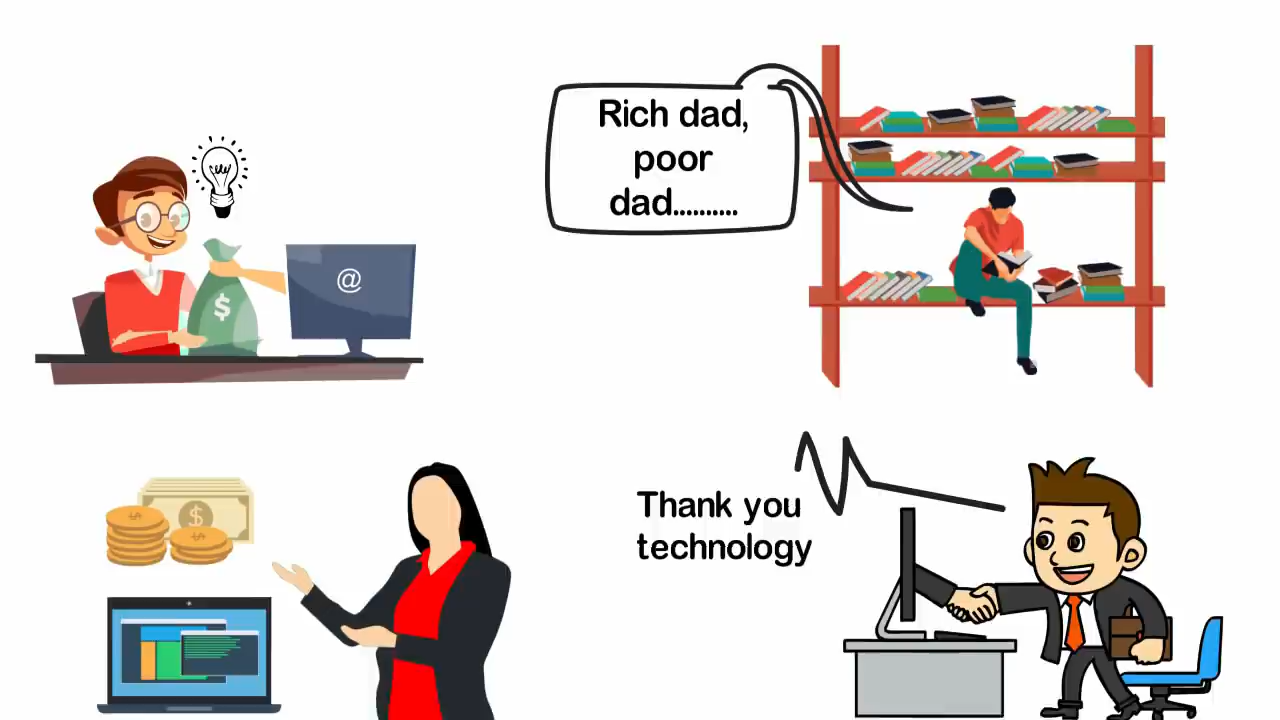 Rich dad,
poor
dad..........
$
@
$
$
$
Thank you
technology